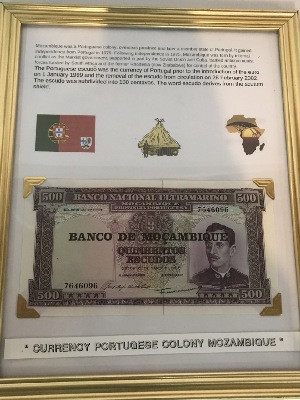 Mozambique was a Portuguese colony, overseas province and later a member state of Portugal. It gained
independence from Portugal in 1975. Following independence in 1975, Mozambique was torn by internal
conflict as the Marxist government, supported in part by the Soviet Union and Cuba, battled anticommunist
forces funded by South Africa and the former Rhodesia (now Zimbabwe) for control of the country.
The Portuguese escudo was the currency of Portugal prior to the introduction of the euro
on 1 January 1999 and the removal of the escudo from circulation on 28 February 2002.
The escudo was subdivided into 100 centavos. The word escudo derives from the scutum
shield.
500 BANCO NACIONAL ULTRAMARINO 500
7646096
BANCO DE MOÇAMBIQUE
QUINHENTOS
ESCUDOS
7646096
500 500
* CURRENCY PORTUGESE COLONY MOZAMBIQUE *